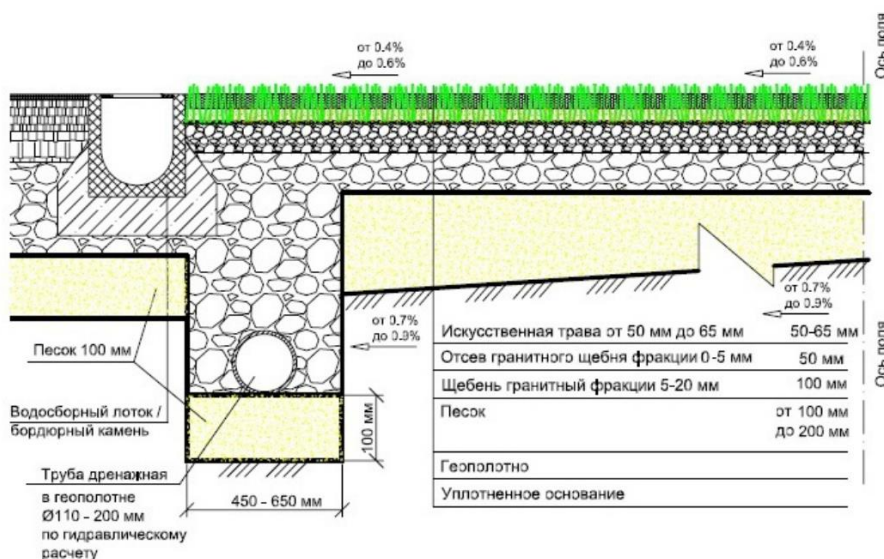 от 0.4%
до 0.6%
от 0.4%
до 0.6%
Ось поля
от 0.7%
до 0.9%
от 0.7%
до 0.9%
Искусственная трава от 50 мм до 65 мм 50-65 мм
Отсев гранитного щебня фракции 0-5 мм 50 мм
Щебень гранитный фракции 5-20 мм 100 мм
Песок от 100 мм
до 200 мм
Геополотно
Уплотненное основание
Ось поля
Песок 100 мм
Водосборный лоток /
бордюрный камень
Труба дренажная
в геополотне
Ø110 - 200 мм
по гидравлическому
расчету
100 мм
450 - 650 мм